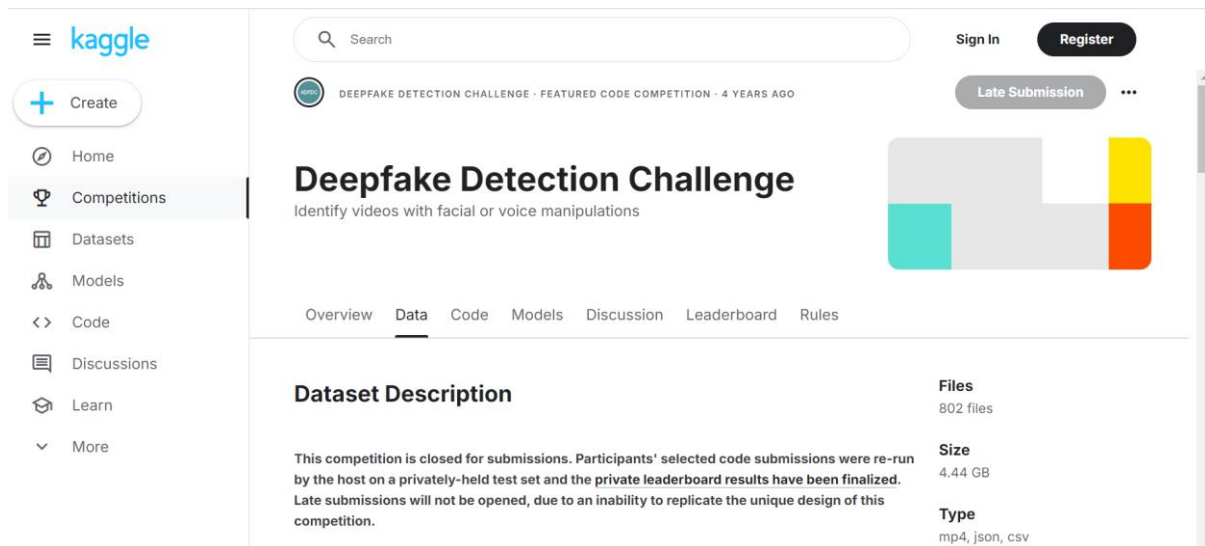 kaggle
Search
Sign In
Register
Create
DEEPFAKE DETECTION CHALLENGE · FEATURED CODE COMPETITION · 4 YEARS AGO
Late Submission
Home
Competitions
Datasets
Models
Code
Discussions
Learn
More
Deepfake Detection Challenge
Identify videos with facial or voice manipulations
Overview Data Code Models Discussion Leaderboard Rules
Dataset Description
This competition is closed for submissions. Participants' selected code submissions were re-run
by the host on a privately-held test set and the private leaderboard results have been finalized.
Late submissions will not be opened, due to an inability to replicate the unique design of this
competition.
Files
802 files
Size
4.44 GB
Type
mp4, json, csv